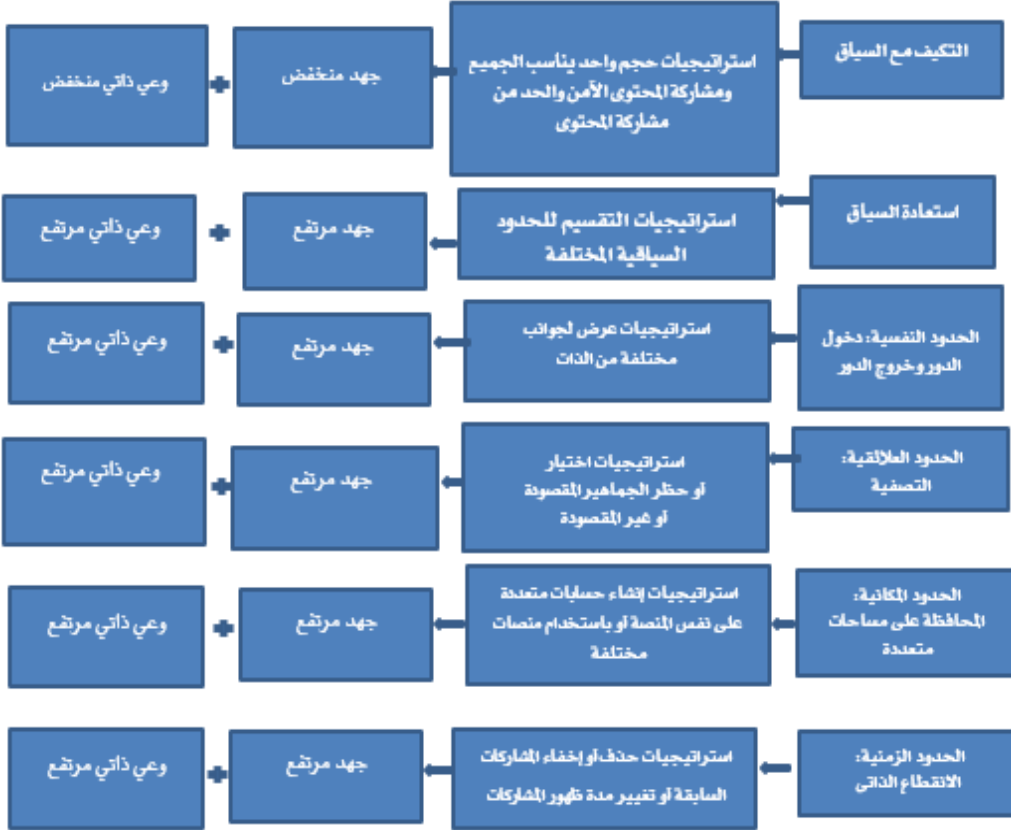 التكيف مع السياق
استراتيجيات حجم واحد يناسب الجميع
ومشاركة المحتوى الآمن والحد من
مشاركة المحتوى
جهد منخفض
+
وعي ذاتي منخفض
استعادة السياق
استراتيجيات التقسيم للحدود
السياقية المختلفة
جهد مرتفع
+
وعي ذاتي مرتفع
الحدود النفسية: دخول
الدور وخروج الدور
استراتيجيات عرض لجوانب
مختلفة من الذات
جهد مرتفع
+
وعي ذاتي مرتفع
الحدود العلائقية:
التصفية
استراتيجيات اختيار
أو حظر الجماهير المقصودة
أو غير المقصودة
جهد مرتفع
+
وعي ذاتي مرتفع
الحدود المكانية:
المحافظة على مساحات
متعددة
استراتيجيات إنشاء حسابات متعددة
على نفس المنصة أو باستخدام منصات
مختلفة
جهد مرتفع
+
وعي ذاتي مرتفع
الحدود الزمنية:
الانقطاع الذاتى
استراتيجيات حذف أو إخفاء المشاركات
السابقة أو تغيير مدة ظهور المشاركات
جهد مرتفع
+
وعي ذاتي مرتفع